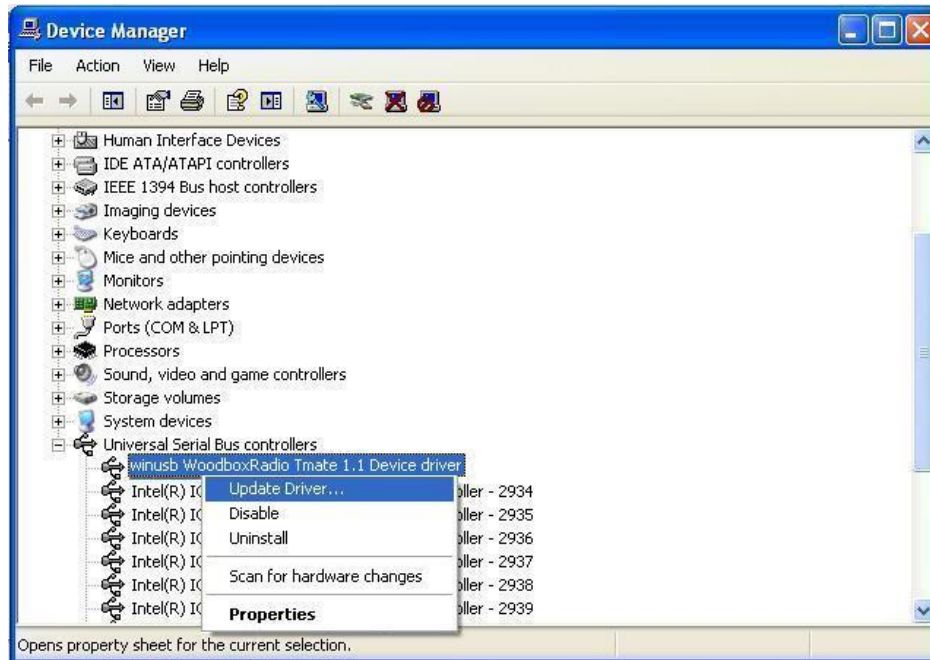 Device Manager
File Action View Help
Human Interface Devices
IDE ATA/ATAPI controllers
IEEE 1394 Bus host controllers
Imaging devices
Keyboards
Mice and other pointing devices
Monitors
Network adapters
Ports (COM & LPT)
Processors
Sound, video and game controllers
Storage volumes
System devices
Universal Serial Bus controllers
winusb WoodboxRadio Tmate 1.1 Device driver
Intel(R) IC Update Driver... oller - 2934
Intel(R) IC Disable oller - 2935
Intel(R) IC Uninstall oller - 2936
Intel(R) IC oller - 2937
Intel(R) IC Scan for hardware changes oller - 2938
Intel(R) IC Properties oller - 2939
Opens property sheet for the current selection.